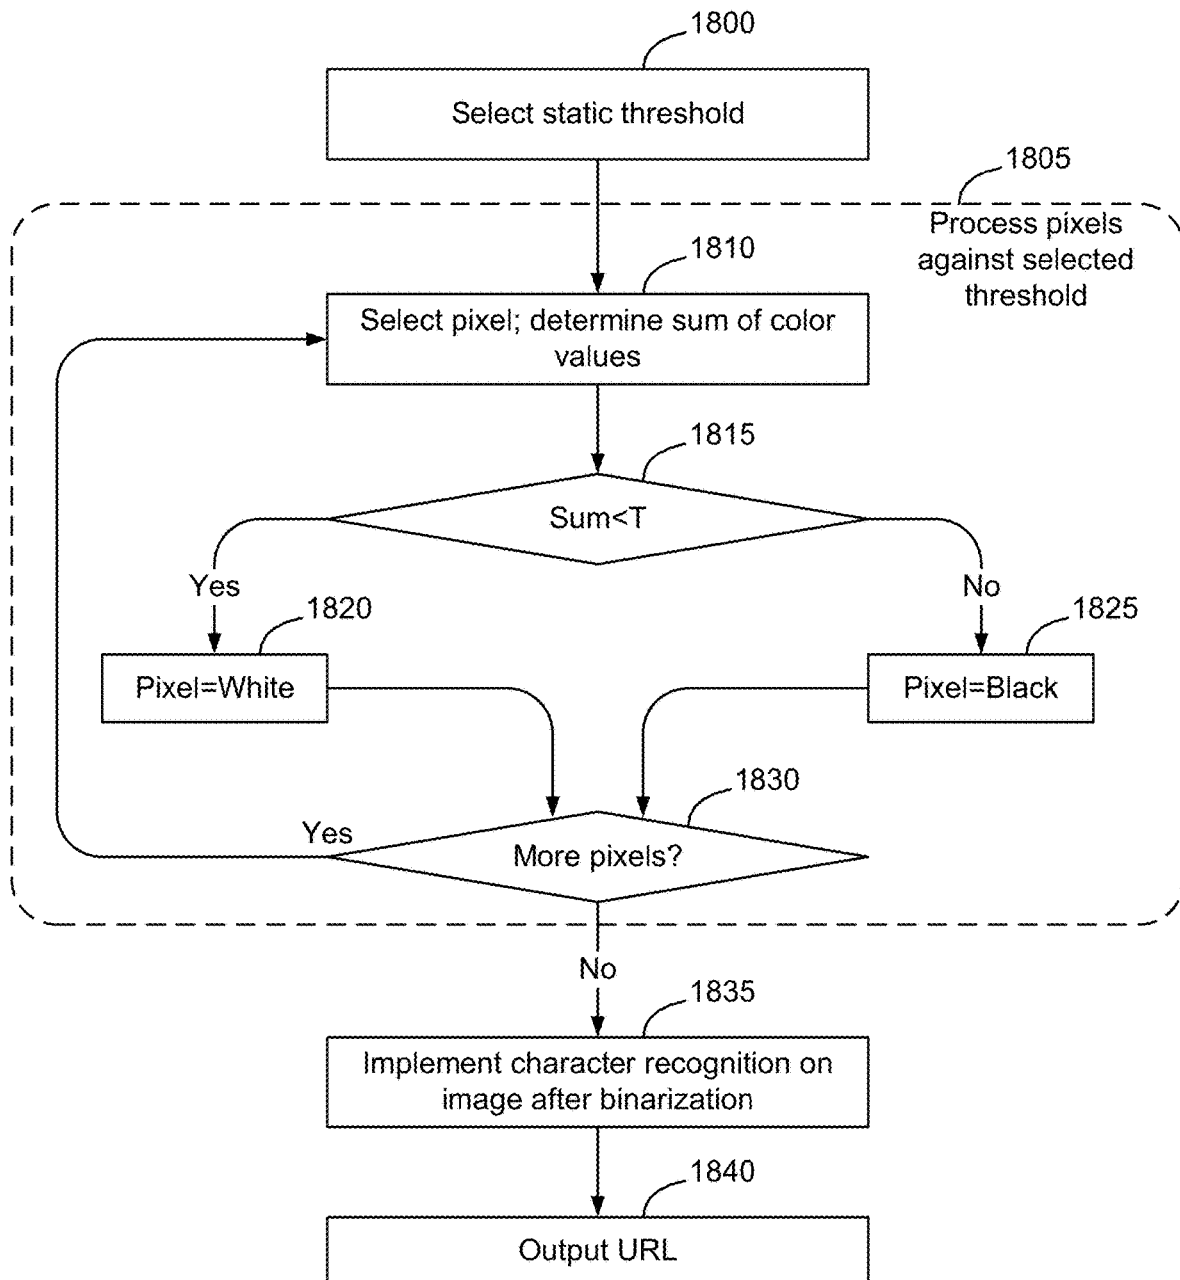 1800
Select static threshold
1805
Process pixels
against selected
threshold
1810
Select pixel; determine sum of color
values
1815
Sum<T
Yes
No
1820
1825
Pixel=White
Pixel=Black
1830
Yes
More pixels?
No
1835
Implement character recognition on
image after binarization
1840
Output URL